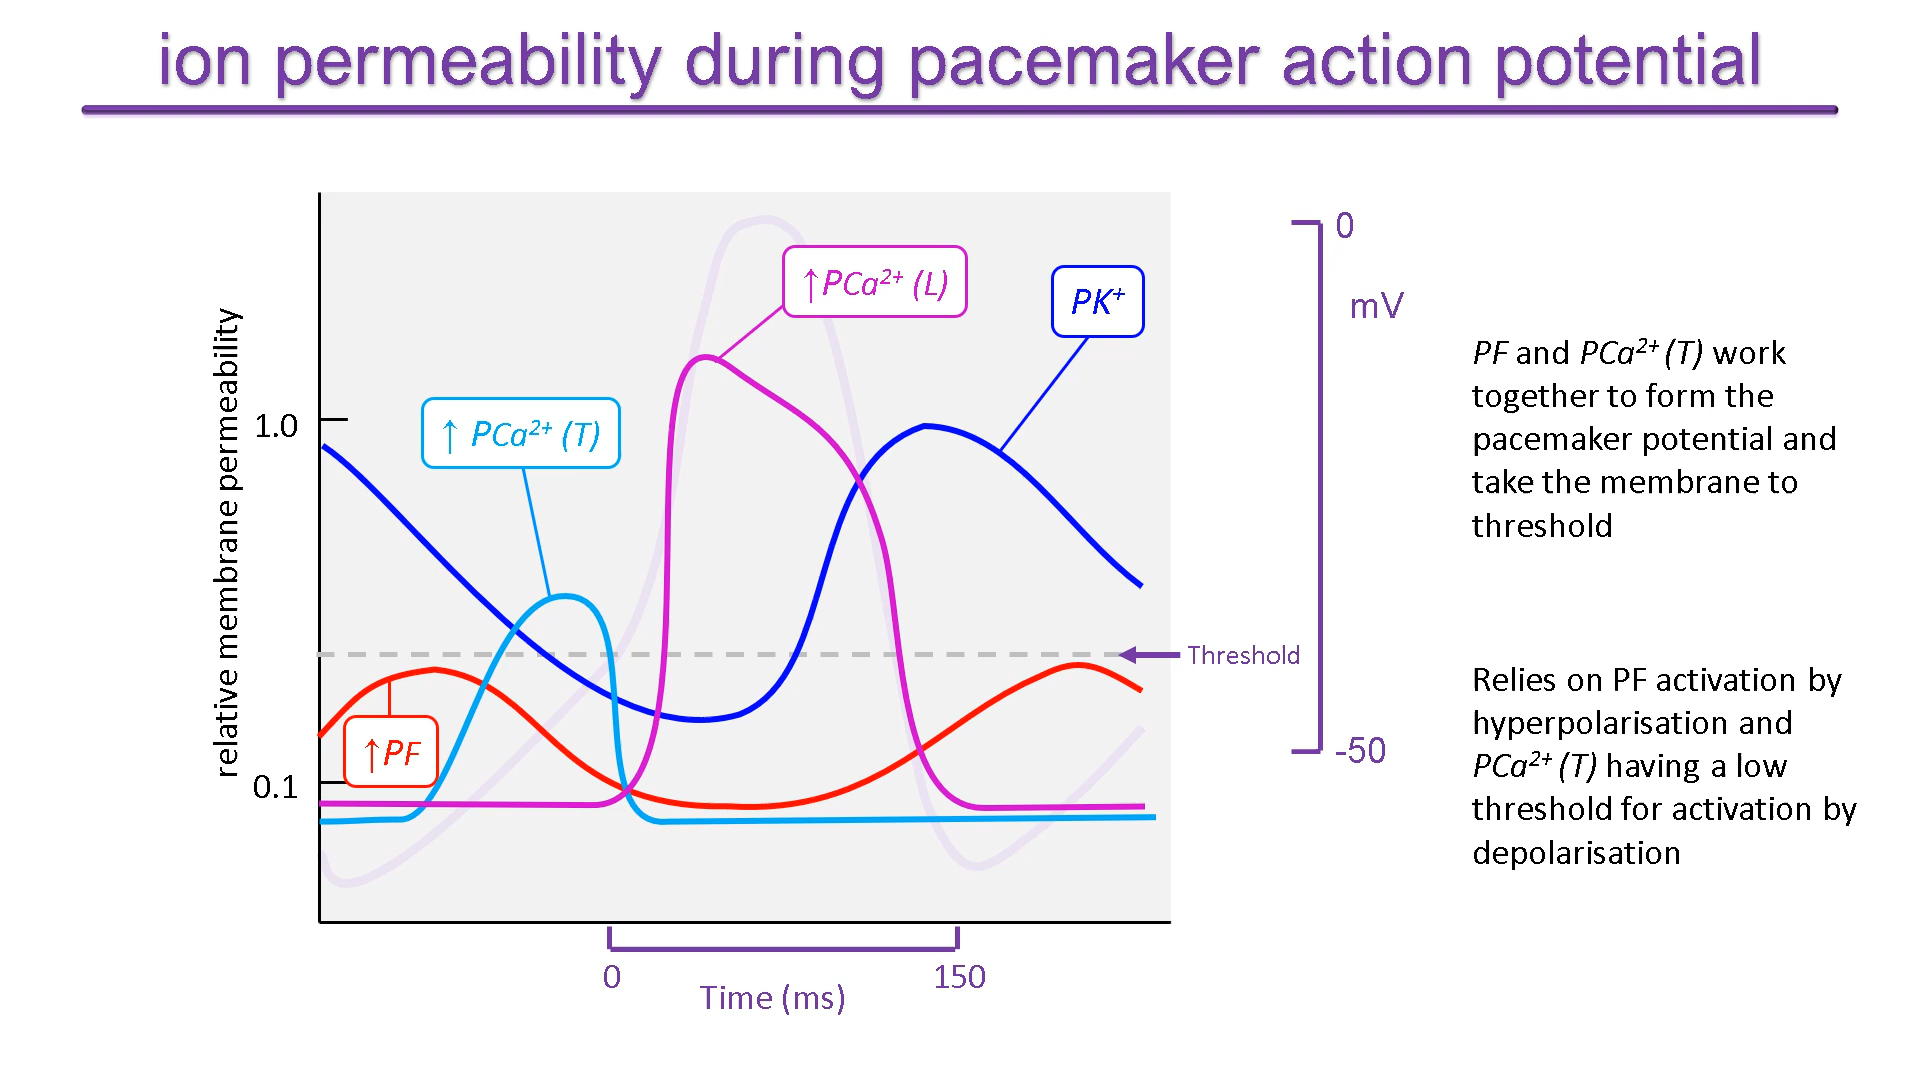 ion permeability during pacemaker action potential
relative membrane permeability
1.0
0.1
↑PCa²⁺ (L)
PK⁺
↑ PCa²⁺ (T)
↑PF
Threshold
0
mV
-50
0
150
Time (ms)
PF and PCa²⁺ (T) work
together to form the
pacemaker potential and
take the membrane to
threshold
Relies on PF activation by
hyperpolarisation and
PCa²⁺ (T) having a low
threshold for activation by
depolarisation